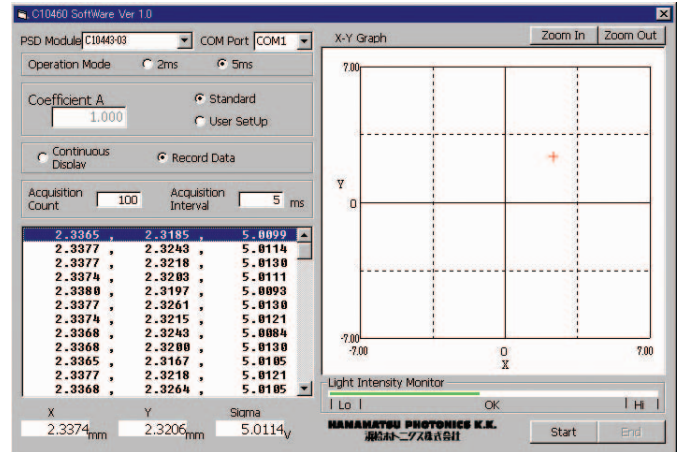 C10460 SoftWare Ver 1.0
PSD Module C10443-03 COM Port COM1
Operation Mode 2ms 5ms
Coefficient A
1.000
Standard
User SetUp
Continuous Display
Record Data
Acquisition Count 100 Acquisition Interval 5 ms
2.3365 , 2.3185 , 5.0099
2.3377 , 2.3243 , 5.0114
2.3377 , 2.3218 , 5.0130
2.3374 , 2.3203 , 5.0111
2.3380 , 2.3197 , 5.0093
2.3377 , 2.3261 , 5.0130
2.3374 , 2.3215 , 5.0121
2.3368 , 2.3243 , 5.0084
2.3368 , 2.3200 , 5.0130
2.3365 , 2.3167 , 5.0105
2.3377 , 2.3218 , 5.0121
2.3368 , 2.3264 , 5.0105
X Y Sigma
2.3374 mm 2.3206 mm 5.0114 V
X-Y Graph Zoom In Zoom Out
7.00
Y
0
-7.00
-7.00 0 7.00
X
Light Intensity Monitor
| Lo | OK | Hi |
HAMAMATSU PHOTONICS K.K.
浜松ホトニクス株式会社
Start End